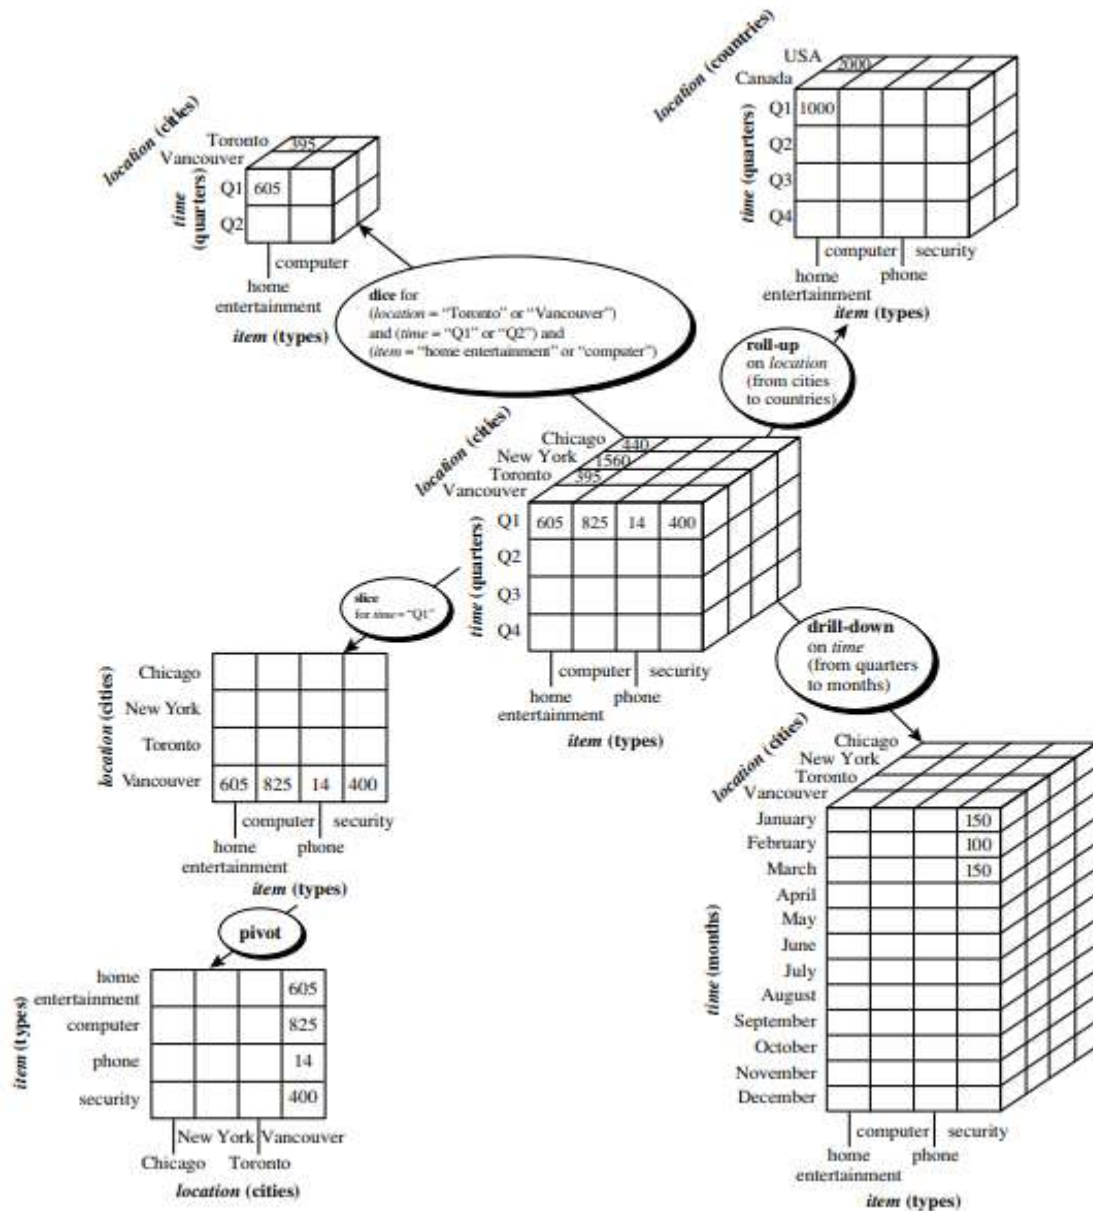 location (cities)
Toronto
Vancouver
395
time (quarters)
Q1
605
Q2
computer
home
entertainment
item (types)
location (countries)
USA
Canada
2000
time (quarters)
Q1
1000
Q2
Q3
Q4
computer
security
home
entertainment
phone
item (types)
dice for
(location = “Toronto” or “Vancouver”)
and (time = “Q1” or “Q2”) and
(item = “home entertainment” or “computer”)
roll-up
on location
(from cities
to countries)
location (cities)
Chicago
440
New York
1560
Toronto
395
Vancouver
time (quarters)
Q1
605 825 14 400
Q2
Q3
Q4
computer
security
home
entertainment
phone
item (types)
slice
for time = “Q1”
drill-down
on time
(from quarters
to months)
location (cities)
Chicago
New York
Toronto
Vancouver
605 825 14 400
computer
security
home
entertainment
phone
item (types)
pivot
item (types)
home
entertainment
605
computer
825
phone
14
security
400
New York Vancouver
Chicago Toronto
location (cities)
location (cities)
Chicago
New York
Toronto
Vancouver
time (months)
January
150
February
100
March
150
April
May
June
July
August
September
October
November
December
computer
security
home
entertainment
phone
item (types)